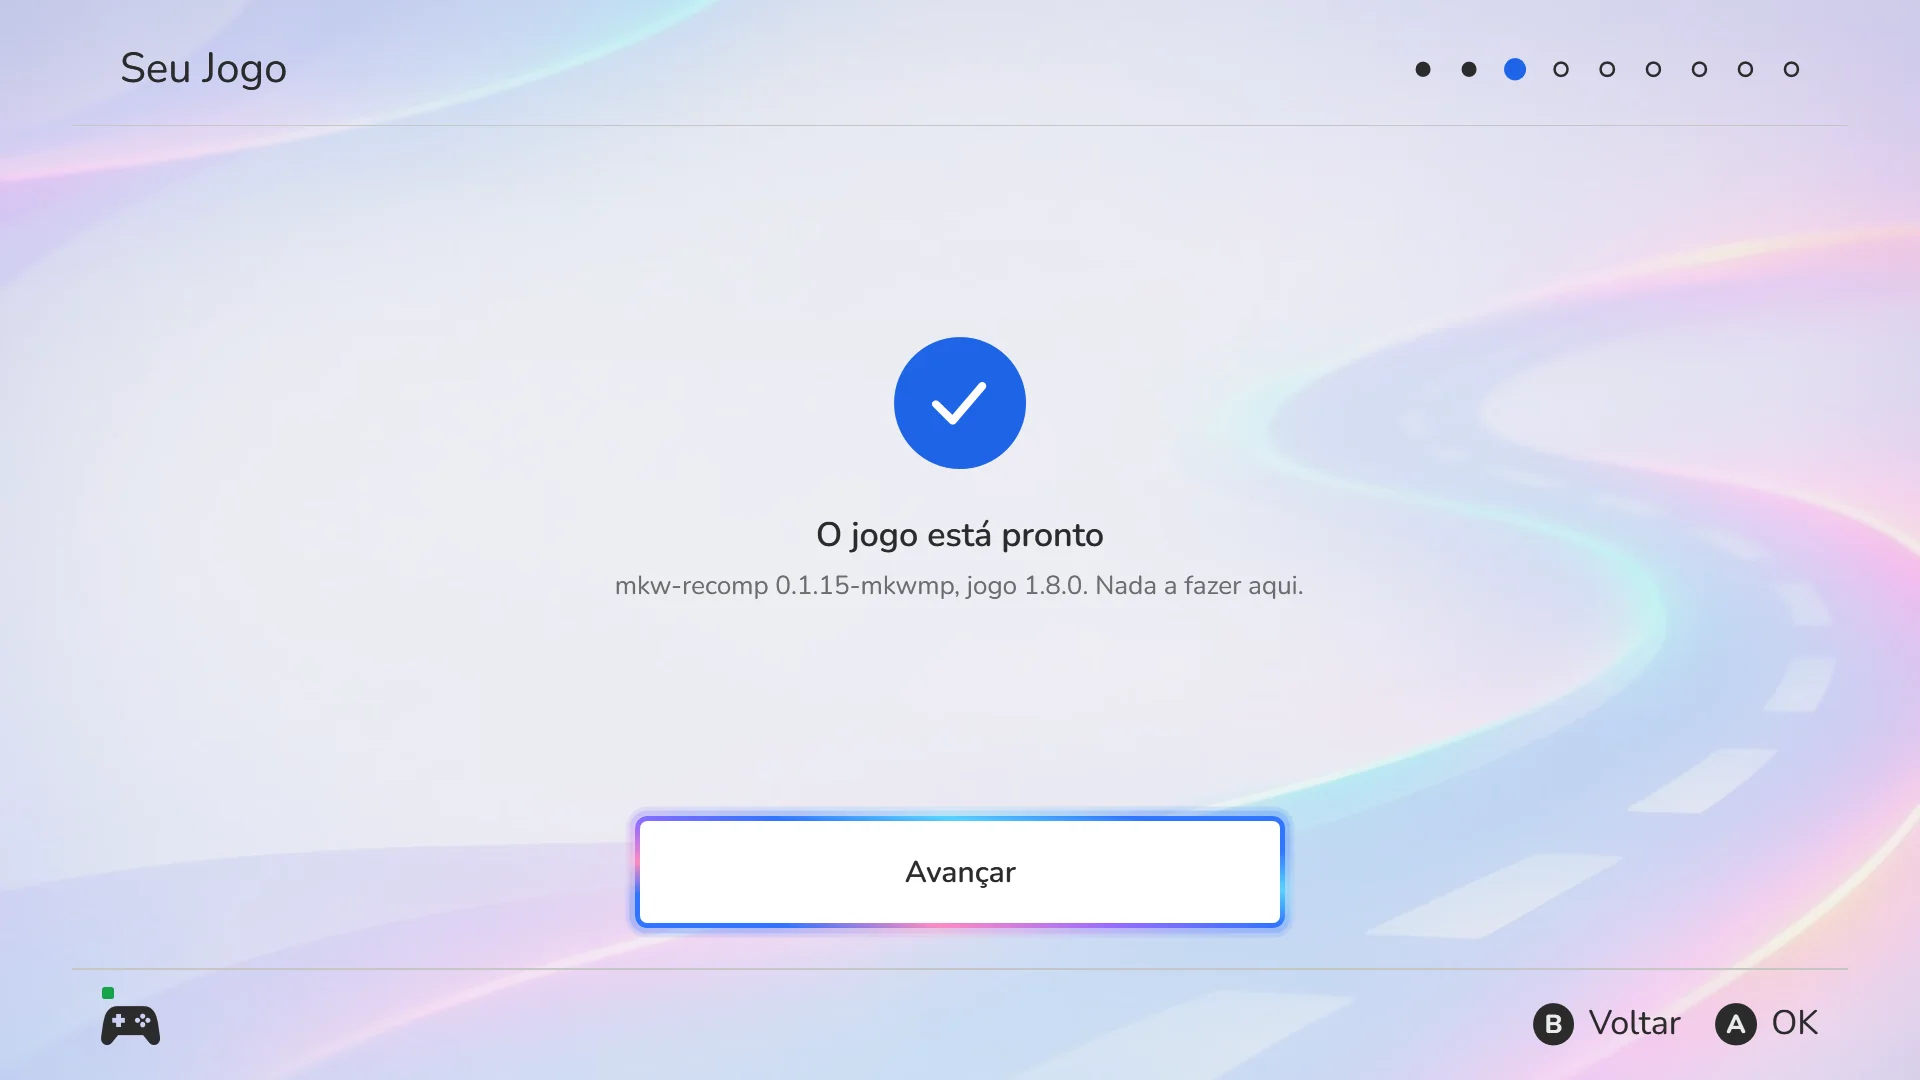 Seu Jogo
O jogo está pronto
mkw-recomp 0.1.15-mkwmp, jogo 1.8.0. Nada a fazer aqui.
Avançar
B Voltar A OK